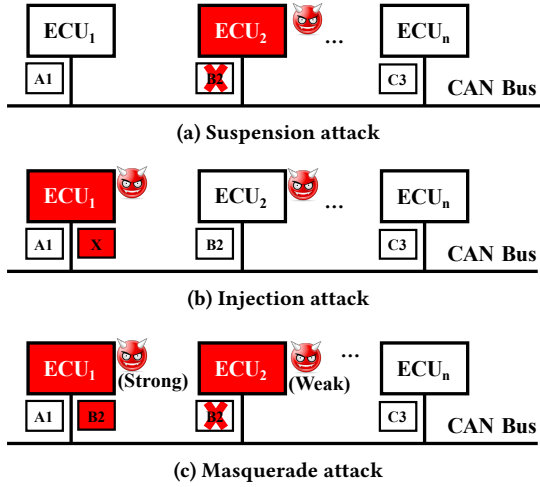 ECU₁ ECU₂ ... ECUₙ
A1 B2 C3 CAN Bus
(a) Suspension attack
ECU₁ ECU₂ ... ECUₙ
A1 X B2 C3 CAN Bus
(b) Injection attack
ECU₁ (Strong) ECU₂ (Weak) ... ECUₙ
A1 B2 B2 C3 CAN Bus
(c) Masquerade attack